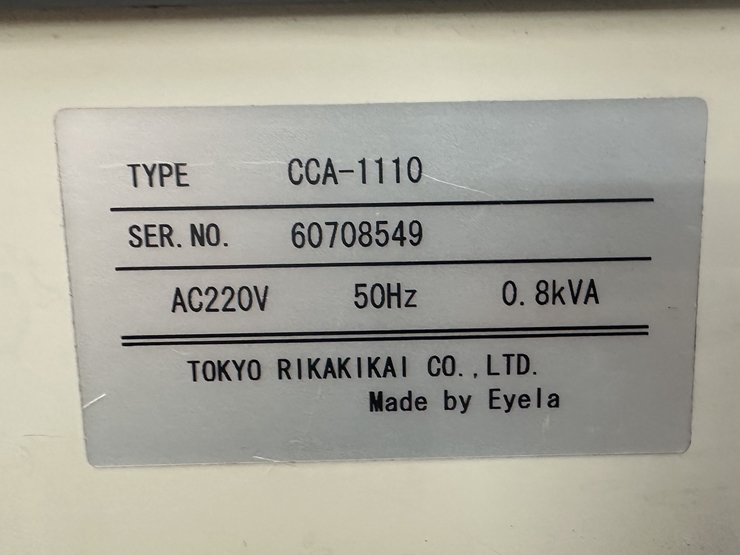 TYPE CCA-1110
SER.NO. 60708549
AC220V 50Hz 0.8kVA
TOKYO RIKAKIKAI CO.,LTD.
Made by Eyela